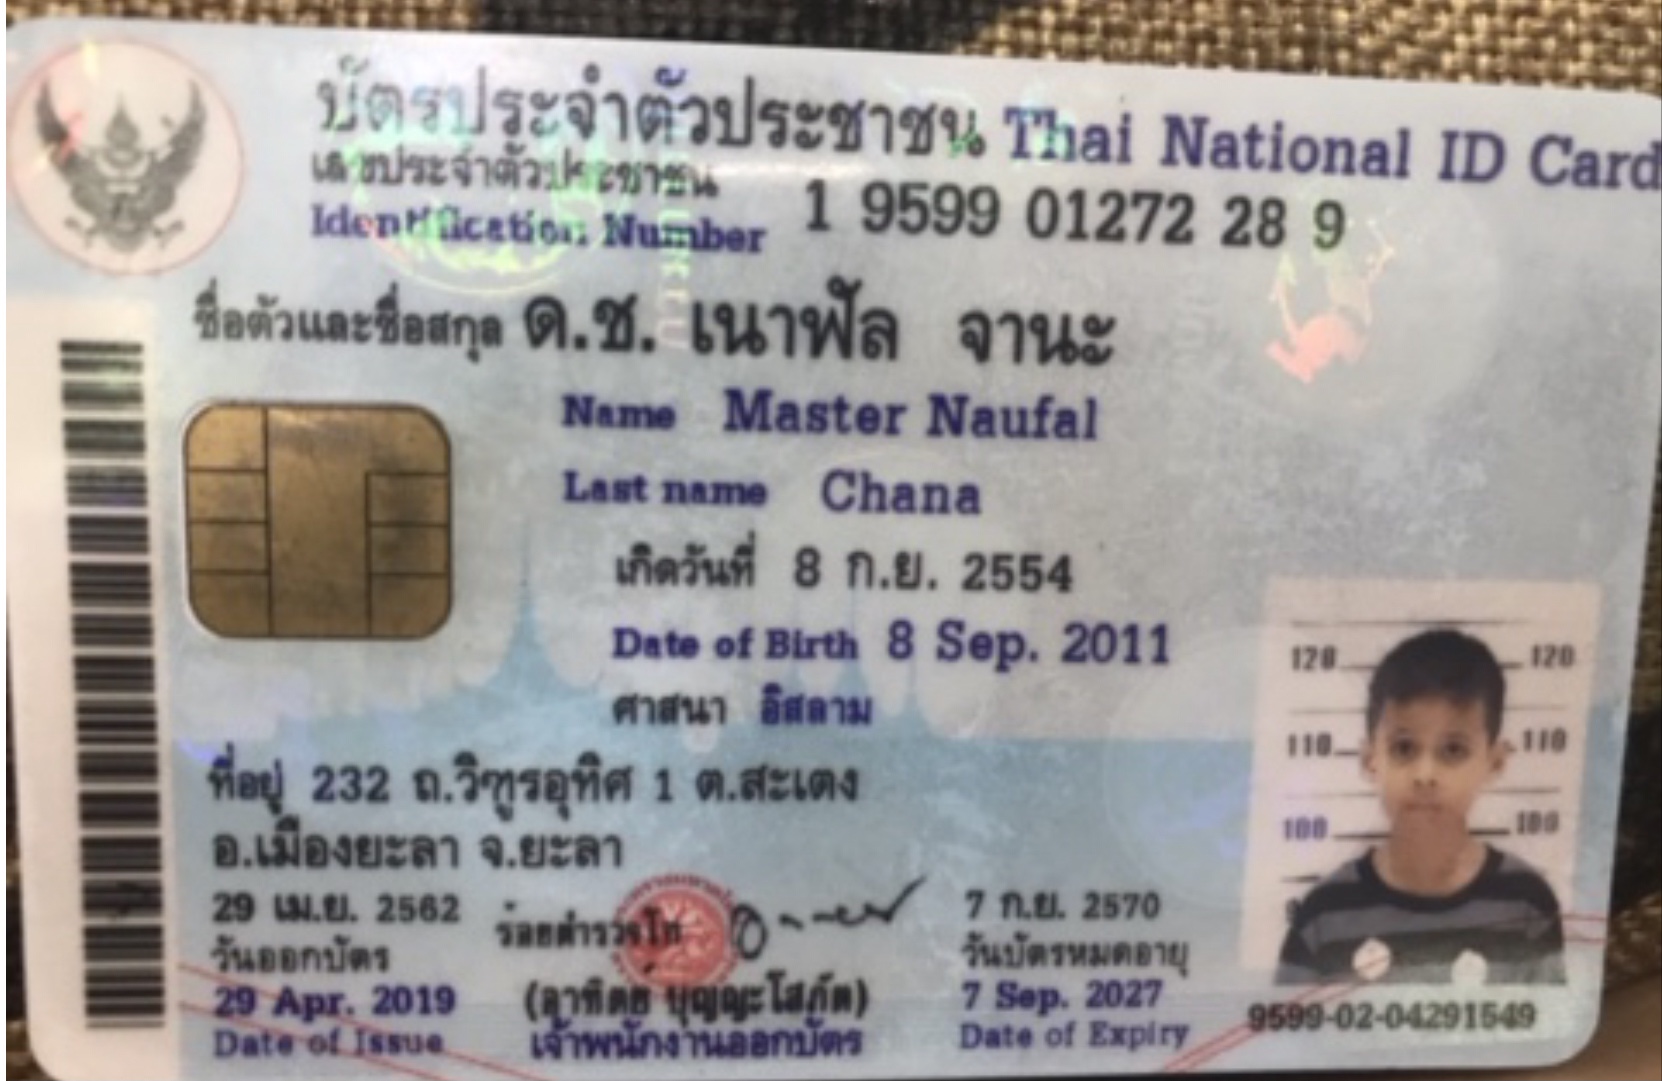 บัตรประจำตัวประชาชน Thai National ID Card
เลขประจำตัวประชาชน
Identification Number 1 9599 01272 28 9
ชื่อตัวและชื่อสกุล ด.ช. เนาฟัล จานะ
Name Master Naufal
Last name Chana
เกิดวันที่ 8 ก.ย. 2554
Date of Birth 8 Sep. 2011
ศาสนา อิสลาม
ที่อยู่ 232 ถ.วิฑูรอุทิศ 1 ต.สะเตง
อ.เมืองยะลา จ.ยะลา
120 120
110 110
100 100
29 เม.ย. 2562
วันออกบัตร
29 Apr. 2019
Date of Issue
ร้อยตำรวจโท
(อาทิตย์ บุญญะโสภัต)
เจ้าพนักงานออกบัตร
7 ก.ย. 2570
วันบัตรหมดอายุ
7 Sep. 2027
Date of Expiry
9599-02-04291549